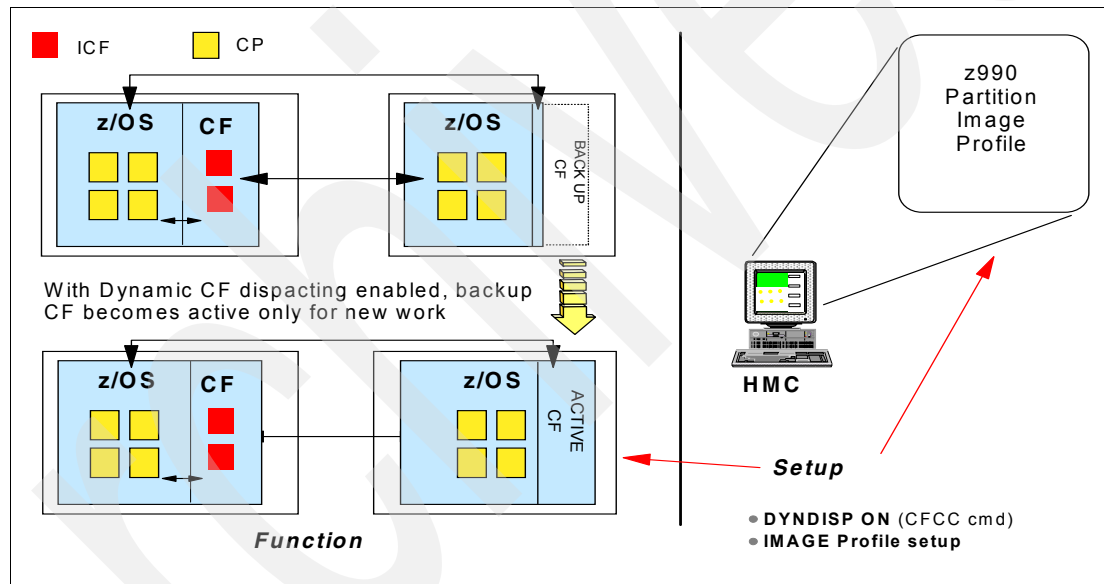 ICF
CP
z/OS
CF
z/OS
BACK UP
CF
With Dynamic CF dispacting enabled, backup
CF becomes active only for new work
z/OS
CF
z/OS
ACTIVE
CF
Function
z990
Partition
Image
Profile
HMC
Setup
DYNDISP ON (CFCC cmd)
IMAGE Profile setup